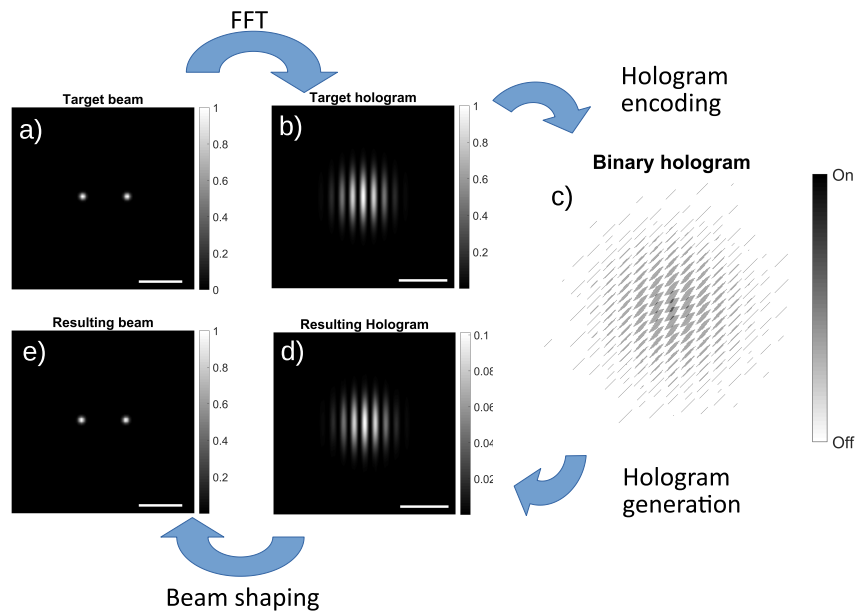 FFT
Hologram
encoding
Target beam
a)
1
0.8
0.6
0.4
0.2
0
Target hologram
b)
1
0.8
0.6
0.4
0.2
Binary hologram
c)
On
Off
Resulting beam
e)
1
0.8
0.6
0.4
0.2
Resulting Hologram
d)
0.1
0.08
0.06
0.04
0.02
Hologram
generation
Beam shaping